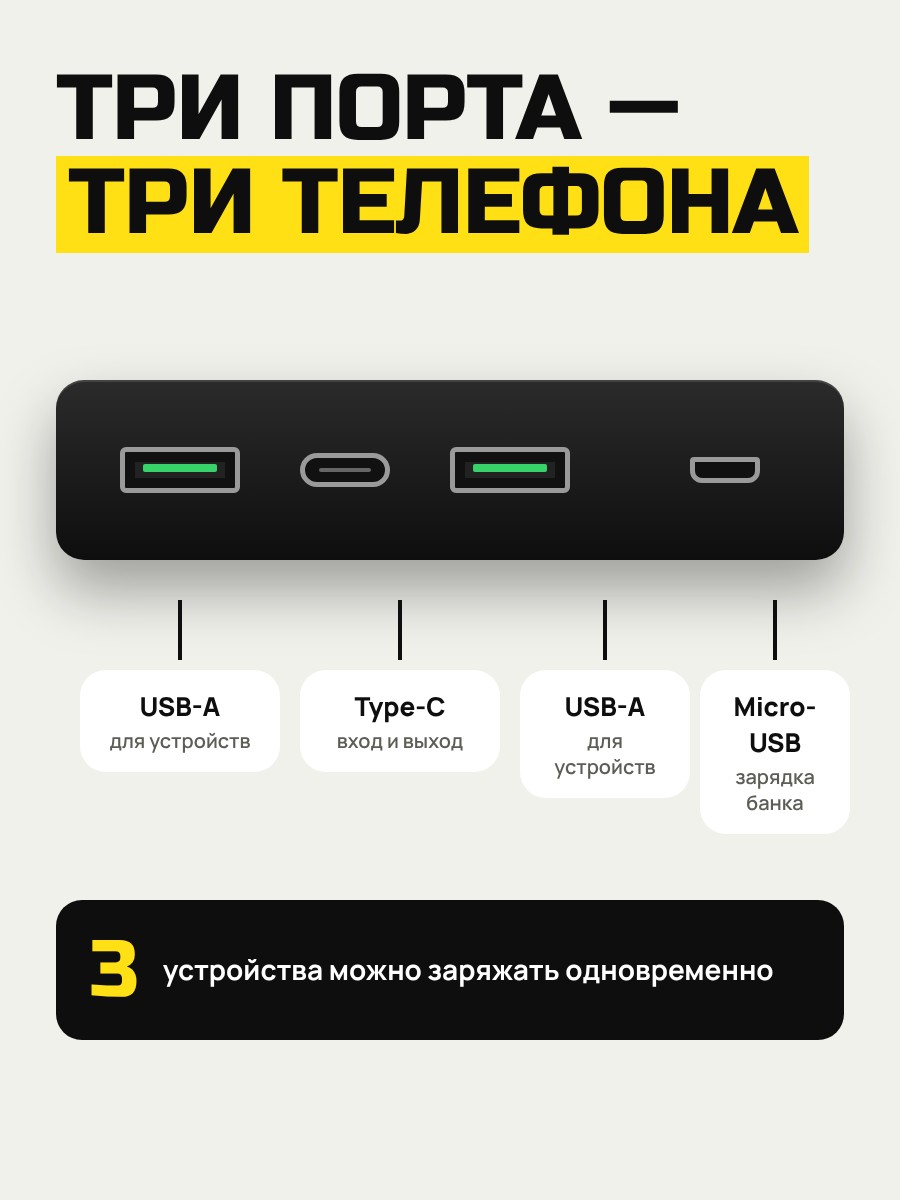 ТРИ ПОРТА —
ТРИ ТЕЛЕФОНА
USB-A
для устройств
Type-C
вход и выход
USB-A
для
устройств
Micro-
USB
зарядка
банка
3 устройства можно заряжать одновременно